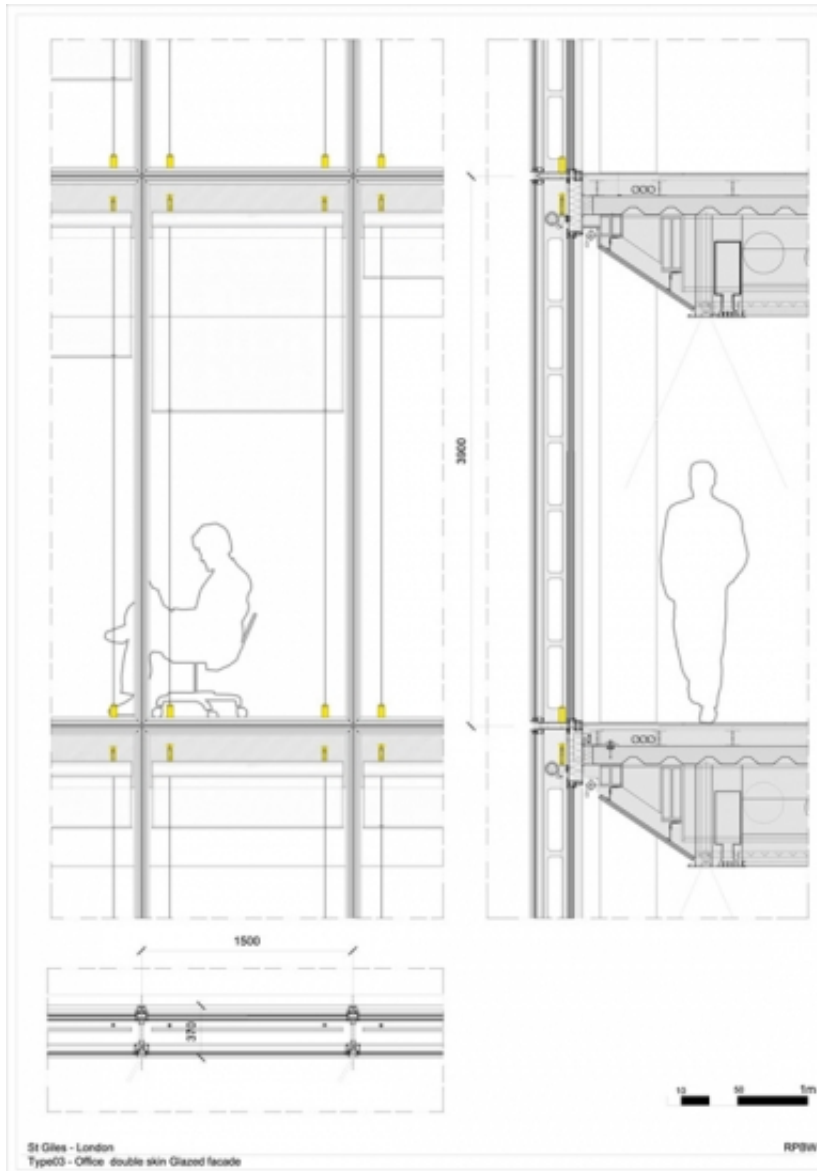 3900
1500
370
10 50 1m
St Giles - London
RPBW
Type03 - Office double skin Glazed facade